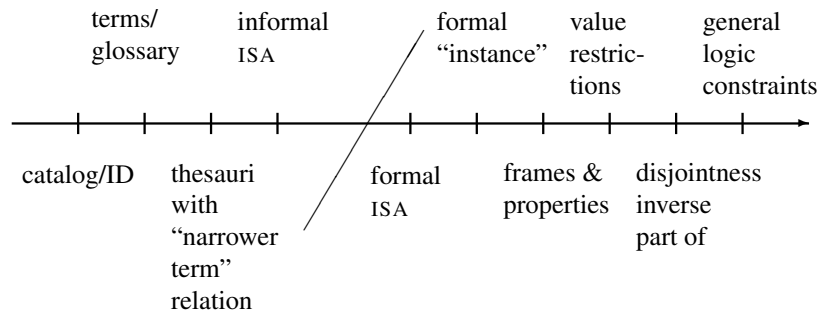 terms/
glossary
informal
ISA
formal
“instance”
value
restric-
tions
general
logic
constraints
catalog/ID
thesauri
with
“narrower
term”
relation
formal
ISA
frames &
properties
disjointness
inverse
part of